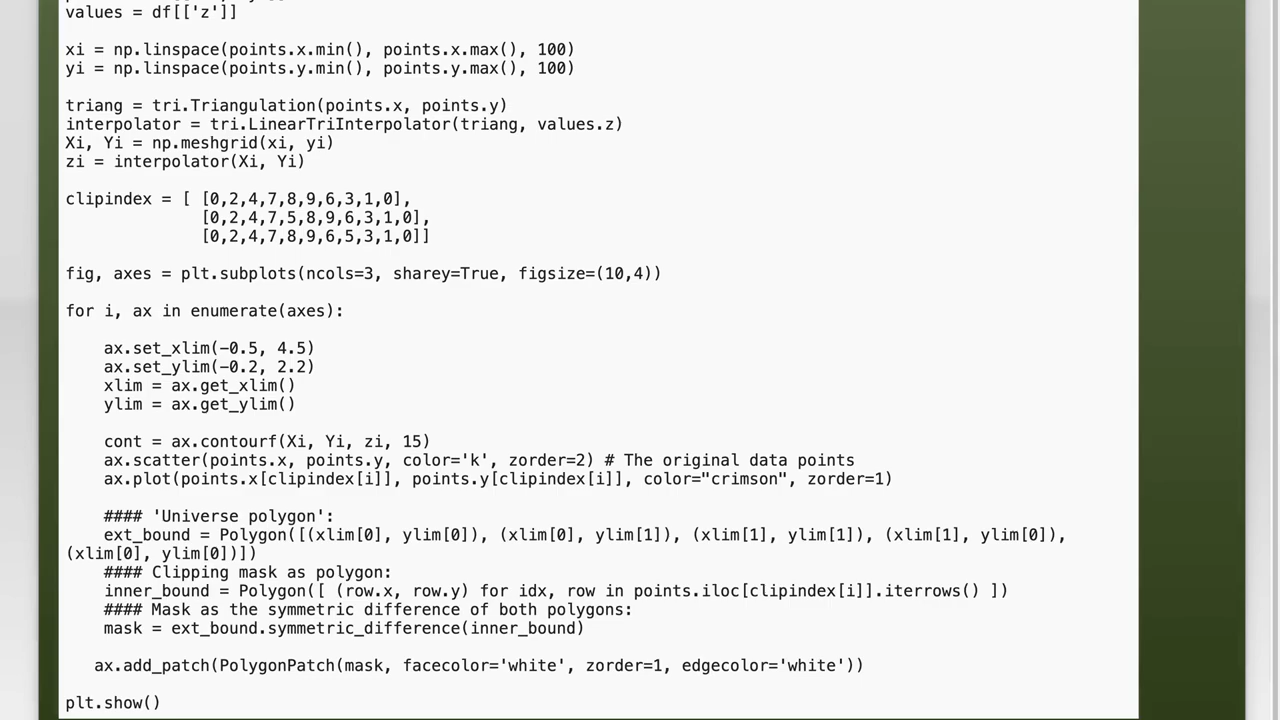 values = df[['z']]
xi = np.linspace(points.x.min(), points.x.max(), 100)
yi = np.linspace(points.y.min(), points.y.max(), 100)
triang = tri.Triangulation(points.x, points.y)
interpolator = tri.LinearTriInterpolator(triang, values.z)
Xi, Yi = np.meshgrid(xi, yi)
zi = interpolator(Xi, Yi)
clipindex = [ [0,2,4,7,8,9,6,3,1,0],
              [0,2,4,7,5,8,9,6,3,1,0],
              [0,2,4,7,8,9,6,5,3,1,0]]
fig, axes = plt.subplots(ncols=3, sharey=True, figsize=(10,4))
for i, ax in enumerate(axes):
    ax.set_xlim(-0.5, 4.5)
    ax.set_ylim(-0.2, 2.2)
    xlim = ax.get_xlim()
    ylim = ax.get_ylim()
    cont = ax.contourf(Xi, Yi, zi, 15)
    ax.scatter(points.x, points.y, color='k', zorder=2) # The original data points
    ax.plot(points.x[clipindex[i]], points.y[clipindex[i]], color="crimson", zorder=1)
    #### 'Universe polygon':
    ext_bound = Polygon([(xlim[0], ylim[0]), (xlim[0], ylim[1]), (xlim[1], ylim[1]), (xlim[1], ylim[0]),
(xlim[0], ylim[0])])
    #### Clipping mask as polygon:
    inner_bound = Polygon([ (row.x, row.y) for idx, row in points.iloc[clipindex[i]].iterrows() ])
    #### Mask as the symmetric difference of both polygons:
    mask = ext_bound.symmetric_difference(inner_bound)
   ax.add_patch(PolygonPatch(mask, facecolor='white', zorder=1, edgecolor='white'))
plt.show()